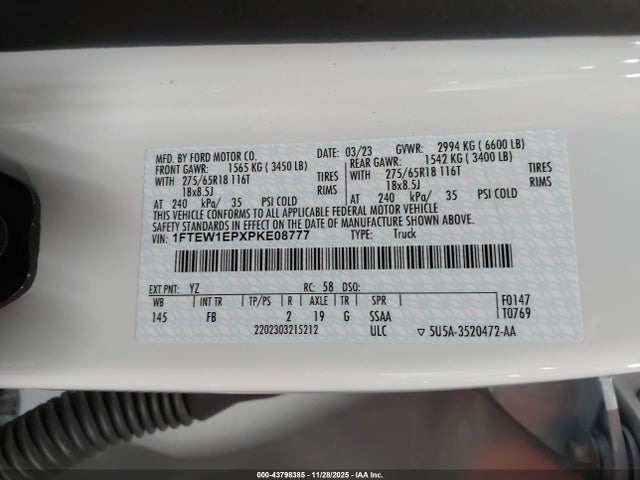 MFD. BY FORD MOTOR CO. DATE: 03/23 GVWR: 2994 KG ( 6600 LB)
FRONT GAWR: 1565 KG ( 3450 LB) REAR GAWR: 1542 KG ( 3400 LB)
WITH 275/65R18 116T TIRES WITH 275/65R18 116T TIRES
18x8.5J RIMS 18x8.5J RIMS
AT 240 kPa/ 35 PSI COLD AT 240 kPa/ 35 PSI COLD
THIS VEHICLE CONFORMS TO ALL APPLICABLE FEDERAL MOTOR VEHICLE
SAFETY STANDARDS IN EFFECT ON THE DATE OF MANUFACTURE SHOWN ABOVE.
VIN: 1FTEW1EPXPKE08777 TYPE: Truck
EXT PNT: YZ RC: 58 DSO:
WB INT TR TP/PS R AXLE TR SPR F0147
145 FB 2 19 G SSAA T0769
2202303215212 ULC ▽ 5U5A-3520472-AA
000-43798385 - 11/28/2025 - IAA Inc.